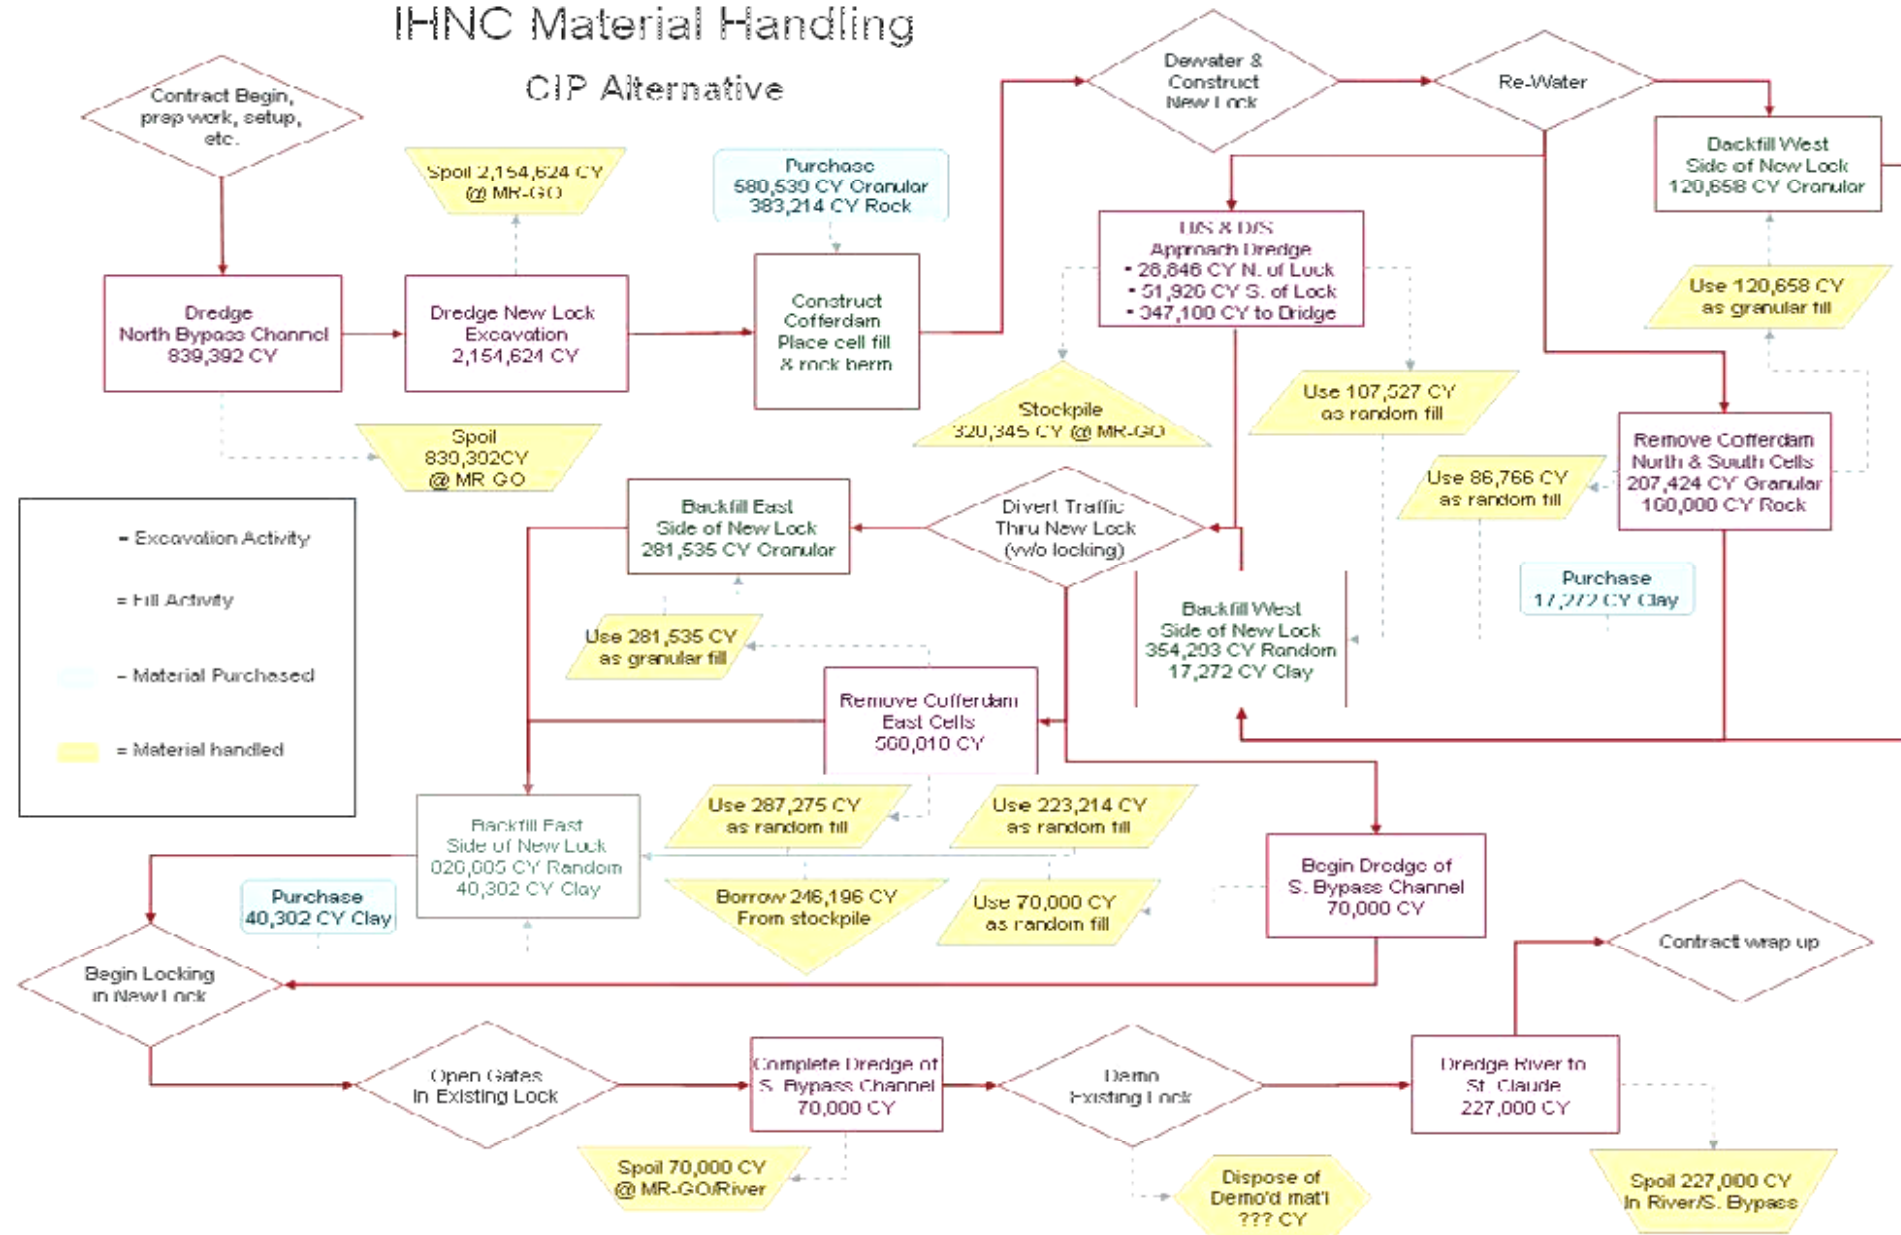 IHNC Material Handling
CIP Alternative
Contract Begin,
prep work, setup,
etc.
Spoil 2,154,624 CY
@ MR-GO
Purchase
580,539 CY Granular
383,214 CY Rock
Dewater &
Construct
New Lock
Re-Water
Backfill West
Side of New Lock
120,658 CY Granular
Dredge
North Bypass Channel
839,392 CY
Dredge New Lock
Excavation
2,154,624 CY
Construct
Cofferdam
Place cell fill
& rock berm
U/S & D/S
Approach Dredge
• 28,846 CY N. of Lock
• 51,926 CY S. of Lock
• 347,100 CY to Bridge
Use 120,658 CY
as granular fill
Spoil
839,392CY
@ MR GO
Stockpile
320,345 CY @ MR-GO
Use 107,527 CY
as random fill
Use 86,766 CY
as random fill
Remove Cofferdam
North & South Cells
207,424 CY Granular
CY Rock
= Excavation Activity
= Fill Activity
= Material Purchased
= Material handled
Backfill East
Side of New Lock
281,535 CY Granular
Divert Traffic
Thru New Lock
(w/o locking)
Purchase
17,272 CY Clay
Use 281,535 CY
as granular fill
Backfill West
Side of New Lock
354,293 CY Random
17,272 CY Clay
Remove Cofferdam
East Cells
CY
Use 287,275 CY
as random fill
Use 223,214 CY
as random fill
Backfill East
Side of New Lock
CY Random
40,302 CY Clay
Purchase
40,302 CY Clay
Borrow 246,196 CY
From stockpile
Use 70,000 CY
as random fill
Begin Dredge of
S. Bypass Channel
70,000 CY
Contract wrap up
Begin Locking
in New Lock
Open Gates
In Existing Lock
Complete Dredge of
S. Bypass Channel
70,000 CY
Demo
Existing Lock
Dredge River to
St. Claude
227,000 CY
Spoil 70,000 CY
@ MR-GO/River
Dispose of
Demo'd mat'l
??? CY
Spoil 227,000 CY
In River/S. Bypass